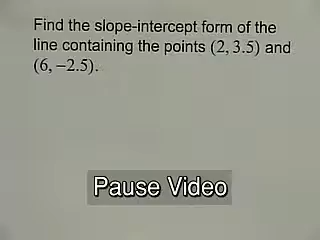 Find the slope-intercept form of the
line containing the points (2, 3.5) and
(6, −2.5).
Pause Video